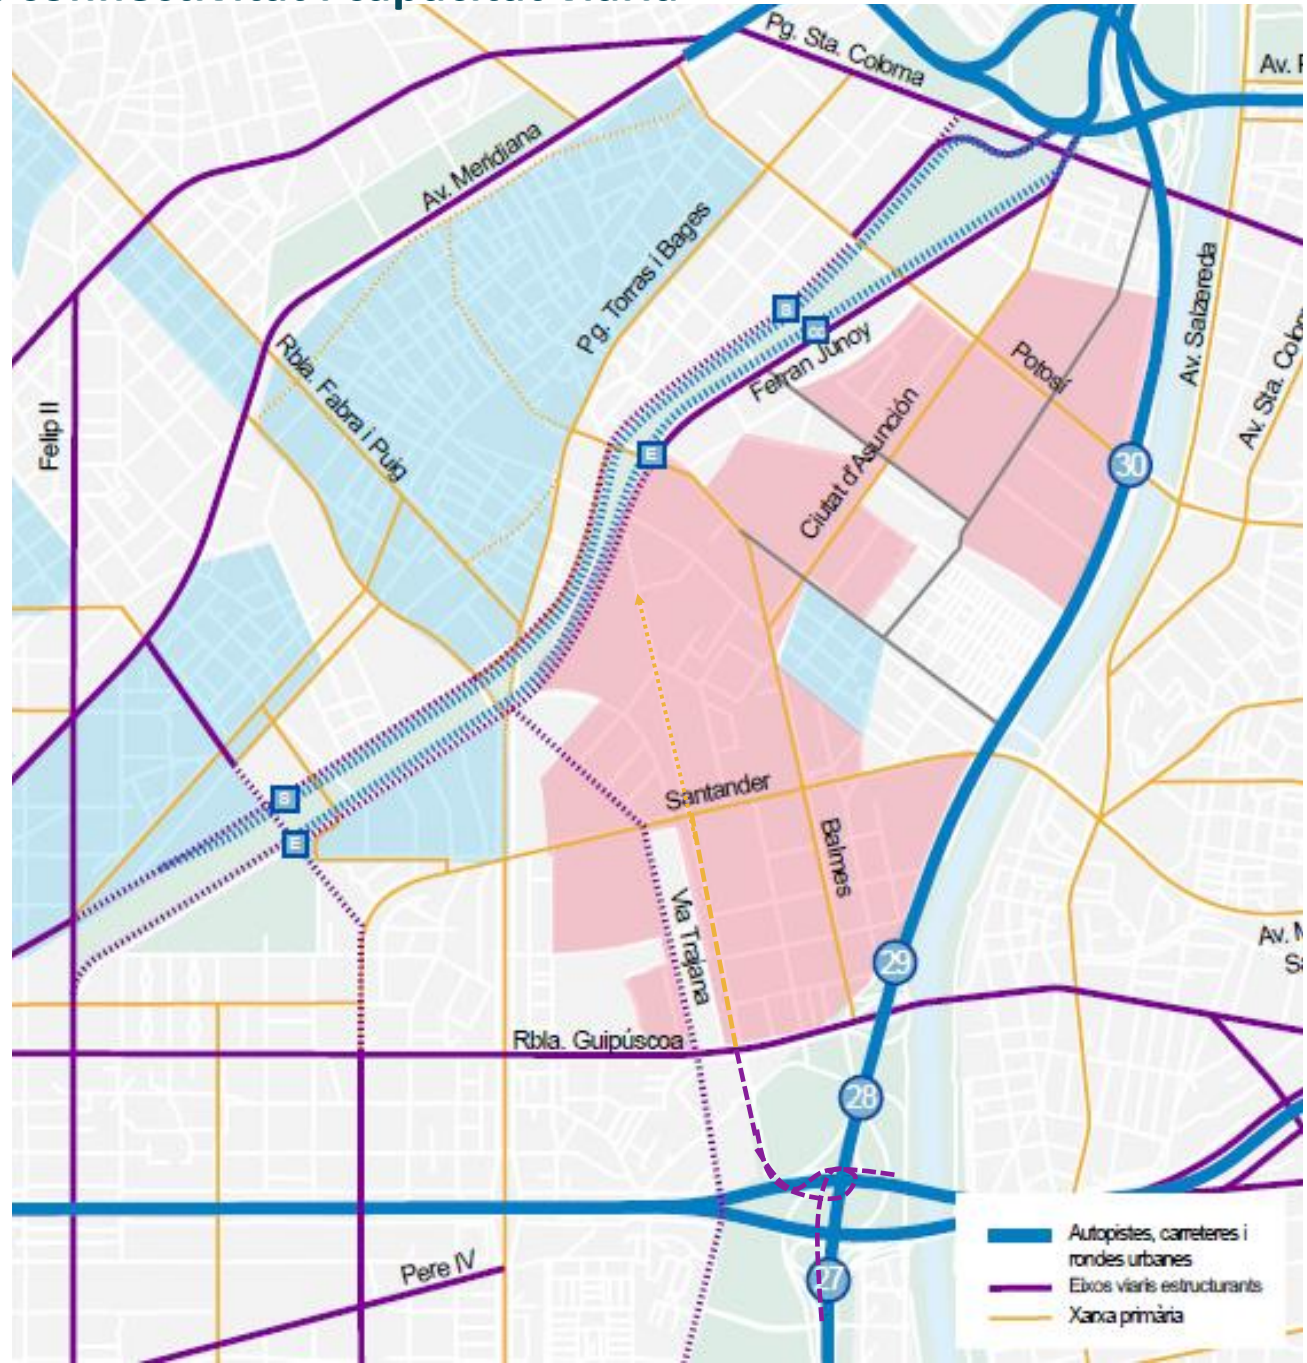 Pg. Sta. Coloma
Av. Meridiana
Pg. Torras i Bages
Rbla. Fabra i Puig
Felip II
Ferran Junoy
Potosí
Ciutat d'Asunción
Av. Salzereda
Av. Sta.
30
S
E
S
E
Santander
Balmes
Via Trajana
29
Rbla. Guipúscoa
28
27
Pere IV
Autopistes, carreteres i
rondes urbanes
Eixos viaris estructurants
Xarxa primària